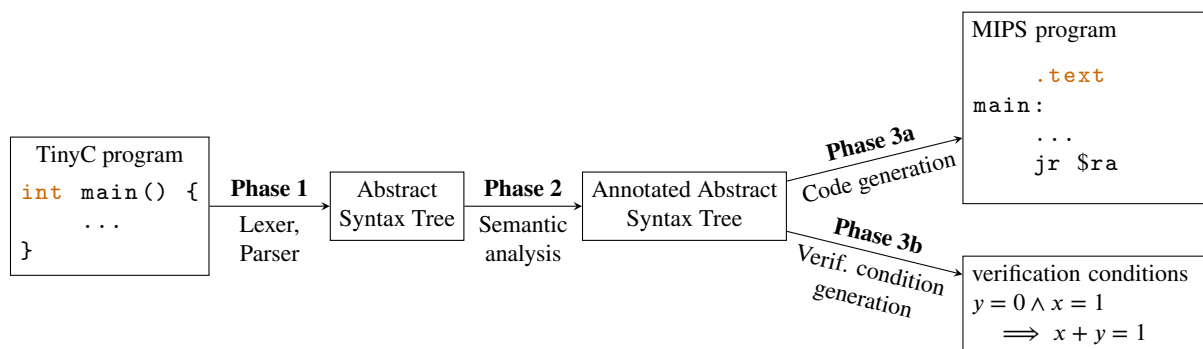 TinyC program
int main() {
...
}
Phase 1
Lexer,
Parser
Abstract
Syntax Tree
Phase 2
Semantic
analysis
Annotated Abstract
Syntax Tree
Phase 3a
Code generation
MIPS program
.text
main:
...
jr $ra
Phase 3b
Verif. condition
generation
verification conditions
y = 0 ∧ x = 1
⟹ x + y = 1